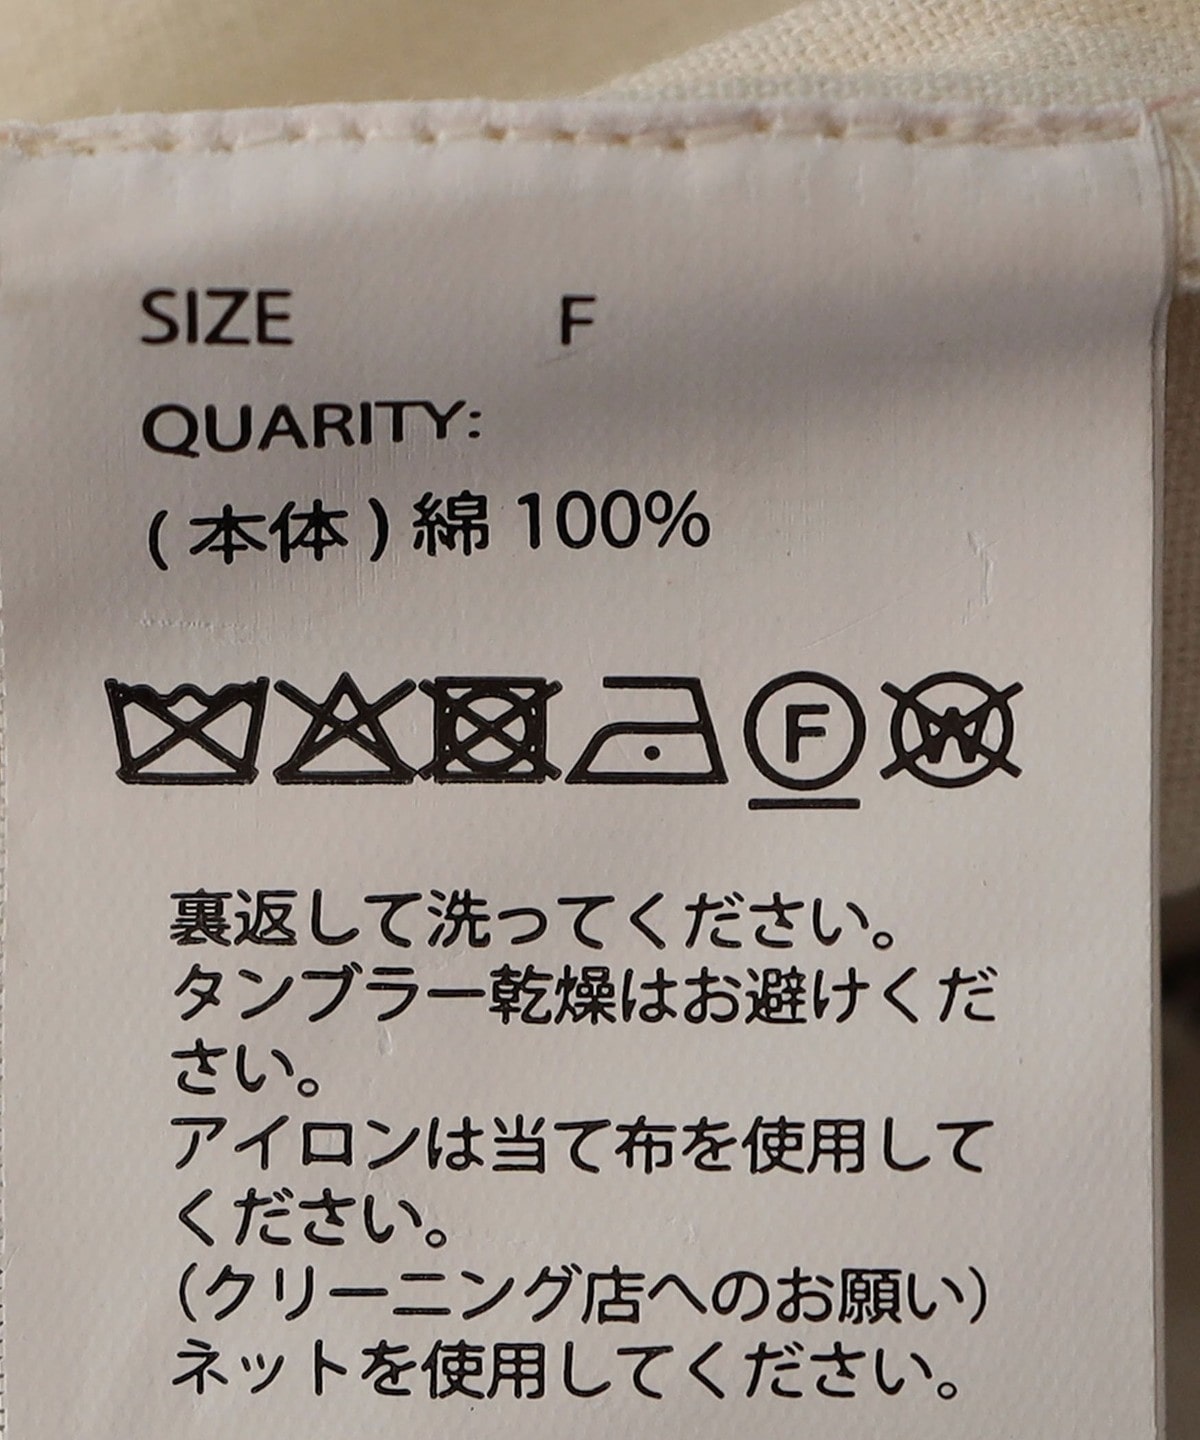 SIZE F
QUARITY:
(本体)綿 100%
F W
裏返して洗ってください。
タンブラー乾燥はお避けくだ
さい。
アイロンは当て布を使用して
ください。
(クリーニング店へのお願い)
ネットを使用してください。